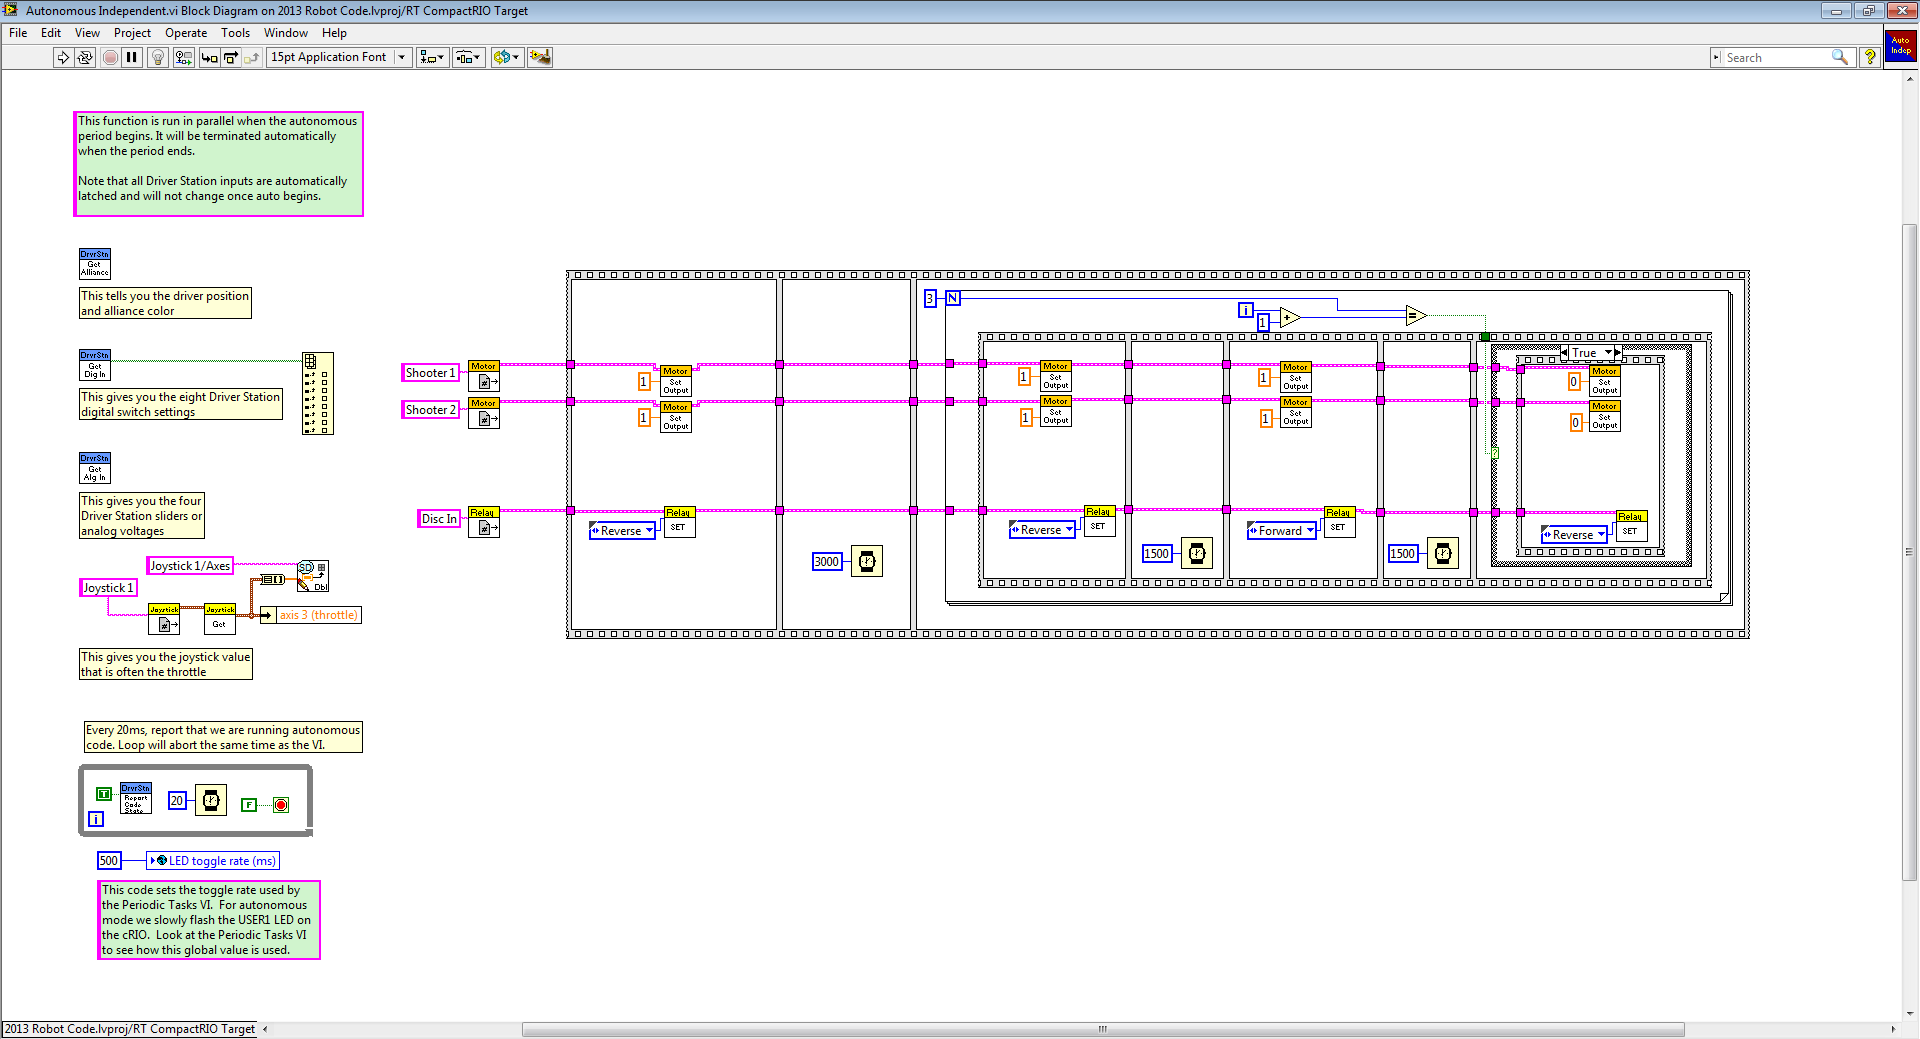 Autonomous Independent.vi Block Diagram on 2013 Robot Code.lvproj/RT CompactRIO Target
File Edit View Project Operate Tools Window Help
15pt Application Font
Search
?
Auto
Indep
This function is run in parallel when the autonomous
period begins. It will be terminated automatically
when the period ends.
Note that all Driver Station inputs are automatically
latched and will not change once auto begins.
DrvrStn
Get
Alliance
This tells you the driver position
and alliance color
DrvrStn
Get
Dig In
This gives you the eight Driver Station
digital switch settings
DrvrStn
Get
Alg In
This gives you the four
Driver Station sliders or
analog voltages
Joystick 1/Axes
SD
Dbl
Joystick 1
Joystick
#
Joystick
Get
axis 3 (throttle)
This gives you the joystick value
that is often the throttle
Every 20ms, report that we are running autonomous
code. Loop will abort the same time as the VI.
T
DrvrStn
Report
Code
State
20
F
i
500
LED toggle rate (ms)
This code sets the toggle rate used by
the Periodic Tasks VI.  For autonomous
mode we slowly flash the USER1 LED on
the cRIO.  Look at the Periodic Tasks VI
to see how this global value is used.
Shooter 1
Motor
#
Shooter 2
Motor
#
Disc In
Relay
#
1
Motor
Set
Output
1
Motor
Set
Output
Reverse
Relay
SET
3000
3
N
i
1
+
=
1
Motor
Set
Output
1
Motor
Set
Output
Reverse
Relay
SET
1500
1
Motor
Set
Output
1
Motor
Set
Output
Forward
Relay
SET
1500
True
?
0
Motor
Set
Output
0
Motor
Set
Output
Reverse
Relay
SET
2013 Robot Code.lvproj/RT CompactRIO Target